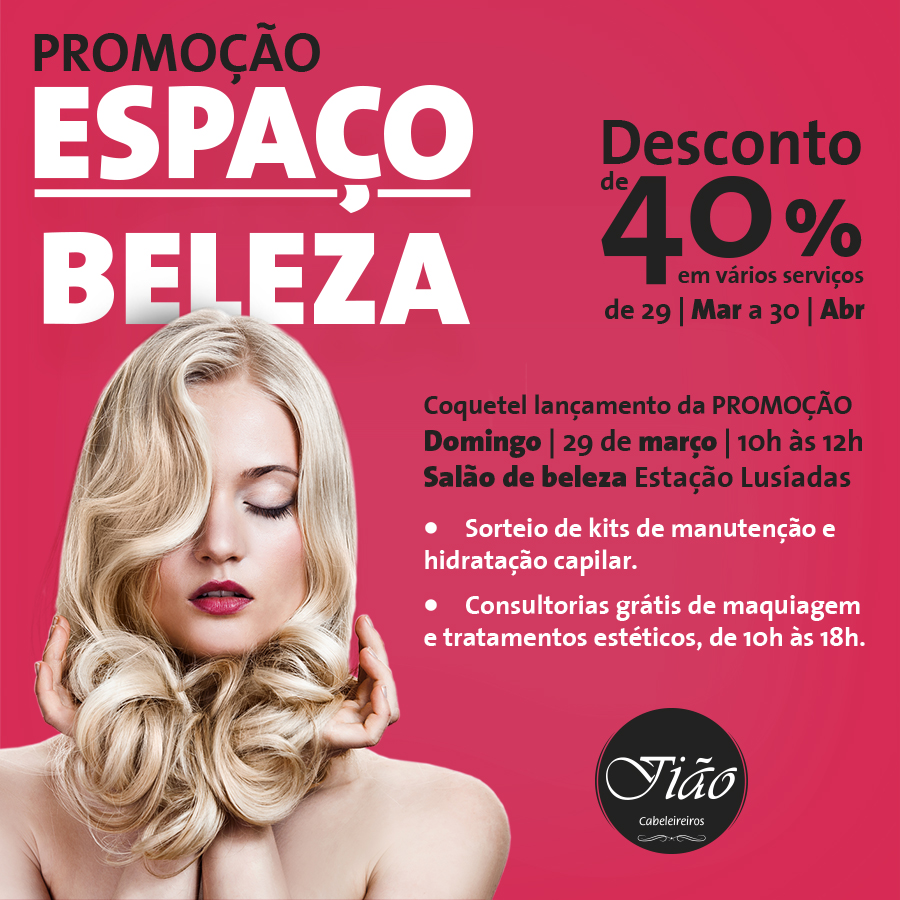 PROMOÇÃO
ESPAÇO
BELEZA
Desconto
de
40%
em vários serviços
de 29 | Mar a 30 | Abr
Coquetel lançamento da PROMOÇÃO
Domingo | 29 de março | 10h às 12h
Salão de beleza Estação Lusíadas
• Sorteio de kits de manutenção e
hidratação capilar.
• Consultorias grátis de maquiagem
e tratamentos estéticos, de 10h às 18h.
Tião
Cabeleireiros